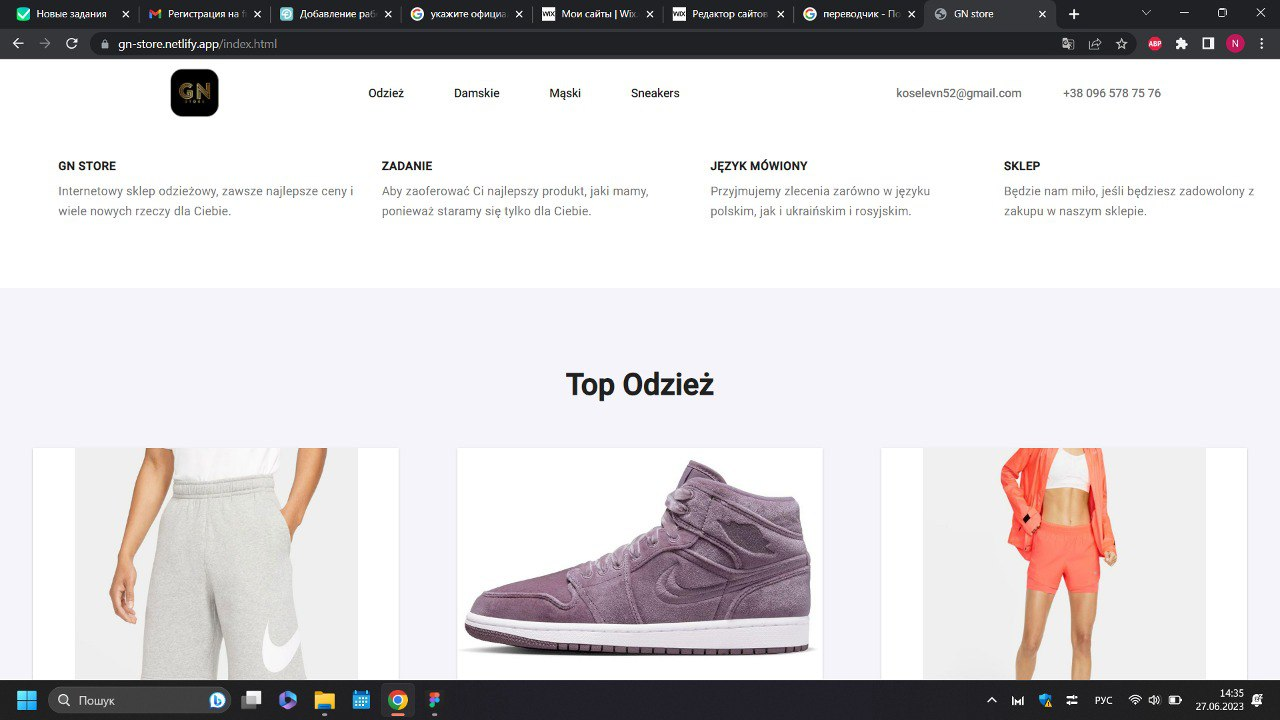 Новые задания
Регистрация на
Добавление раб
укажите официа
Мои сайты | Wix
Редактор сайтов
переводчик - По
GN store
gn-store.netlify.app/index.html
ABP
N
GN
STORE
Odzież
Damskie
Mąski
Sneakers
koselevn52@gmail.com
+38 096 578 75 76
GN STORE
Internetowy sklep odzieżowy, zawsze najlepsze ceny i
wiele nowych rzeczy dla Ciebie.
ZADANIE
Aby zaoferować Ci najlepszy produkt, jaki mamy,
ponieważ staramy się tylko dla Ciebie.
JĘZYK MÓWIONY
Przyjmujemy zlecenia zarówno w języku
polskim, jak i ukraińskim i rosyjskim.
SKLEP
Będzie nam miło, jeśli będziesz zadowolony z
zakupu w naszym sklepie.
Top Odzież
Пошук
РУС
14:35
27.06.2023